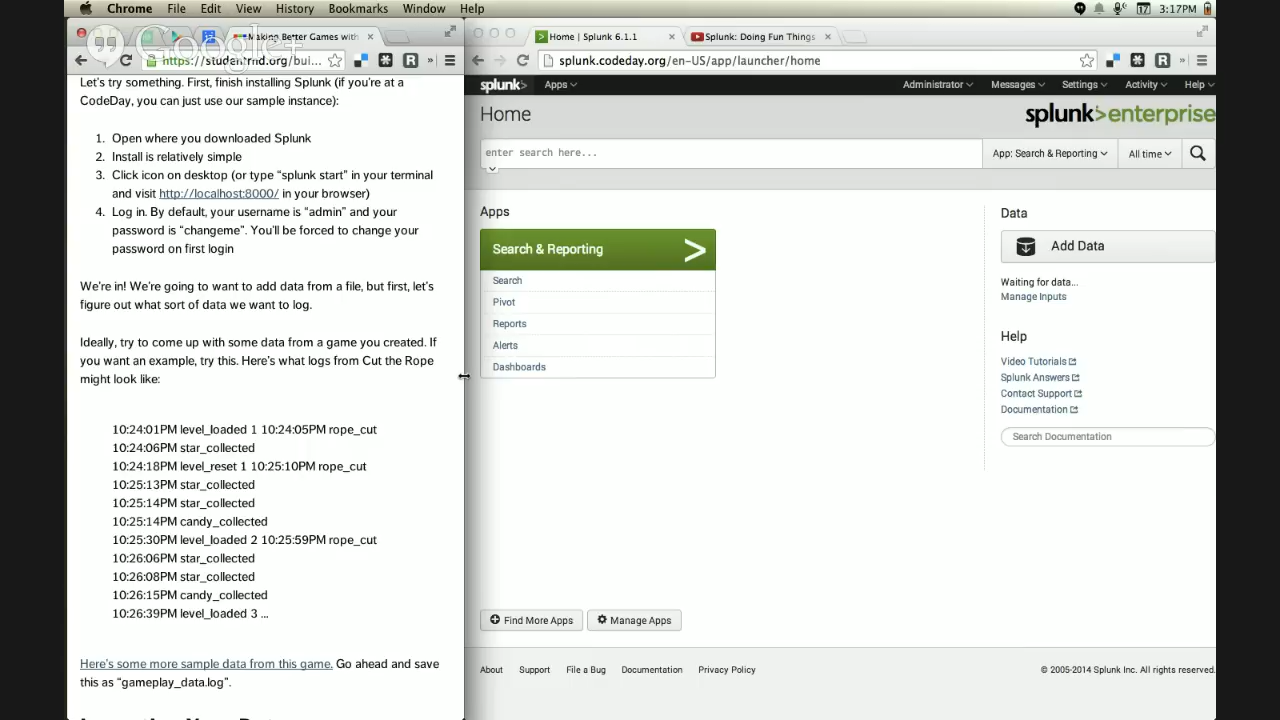 Chrome File Edit View History Bookmarks Window Help
17 3:17PM
Google+
Making Better Games with
https://studentrnd.org/bui...
Let's try something. First, finish installing Splunk (if you're at a
CodeDay, you can just use our sample instance):
1. Open where you downloaded Splunk
2. Install is relatively simple
3. Click icon on desktop (or type “splunk start” in your terminal
and visit http://localhost:8000/ in your browser)
4. Log in. By default, your username is “admin” and your
password is “changeme”. You'll be forced to change your
password on first login
We're in! We're going to want to add data from a file, but first, let's
figure out what sort of data we want to log.
Ideally, try to come up with some data from a game you created. If
you want an example, try this. Here's what logs from Cut the Rope
might look like:
10:24:01PM level_loaded 1 10:24:05PM rope_cut
10:24:06PM star_collected
10:24:18PM level_reset 1 10:25:10PM rope_cut
10:25:13PM star_collected
10:25:14PM star_collected
10:25:14PM candy_collected
10:25:30PM level_loaded 2 10:25:59PM rope_cut
10:26:06PM star_collected
10:26:08PM star_collected
10:26:15PM candy_collected
10:26:39PM level_loaded 3 ...
Here's some more sample data from this game. Go ahead and save
this as “gameplay_data.log”.
Home | Splunk 6.1.1
Splunk: Doing Fun Things
splunk.codeday.org/en-US/app/launcher/home
splunk> Apps
Administrator Messages Settings Activity Help
Home
splunk>enterprise
enter search here...
App: Search & Reporting
All time
Apps
Search & Reporting >
Search
Pivot
Reports
Alerts
Dashboards
Data
Add Data
Waiting for data...
Manage Inputs
Help
Video Tutorials
Splunk Answers
Contact Support
Documentation
Search Documentation
Find More Apps
Manage Apps
About Support File a Bug Documentation Privacy Policy
© 2005-2014 Splunk Inc. All rights reserved.